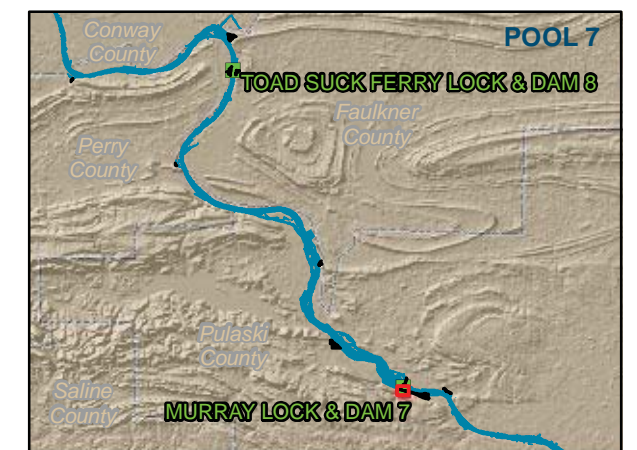 Conway
County
POOL 7
TOAD SUCK FERRY LOCK & DAM 8
Faulkner
County
Perry
County
Pulaski
County
Saline
County
MURRAY LOCK & DAM 7